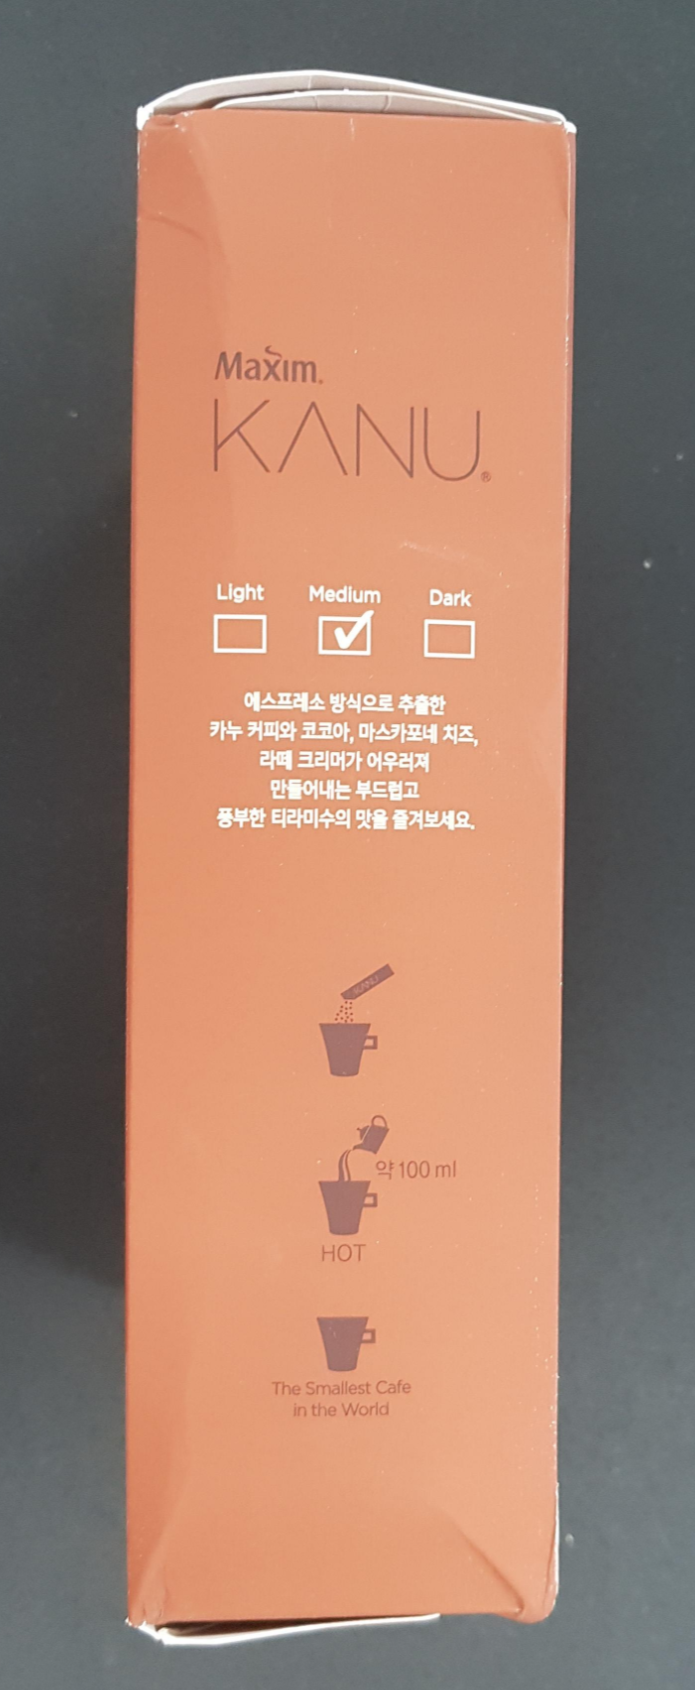 Maxim.
KANU®
Light Medium Dark
에스프레소 방식으로 추출한
카누 커피와 코코아, 마스카포네 치즈,
라떼 크리머가 어우러져
만들어내는 부드럽고
풍부한 티라미수의 맛을 즐겨보세요.
KANU
약 100 ml
HOT
The Smallest Cafe
in the World